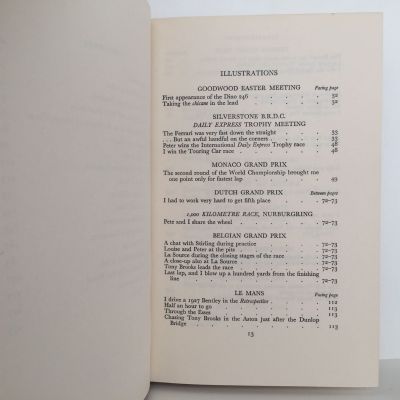 ILLUSTRATIONS
GOODWOOD EASTER MEETING Facing page
First appearance of the Dino 246 . . . . . 32
Taking the chicane in the lead . . . . . 32
SILVERSTONE B.R.D.C.
DAILY EXPRESS TROPHY MEETING
The Ferrari was very fast down the straight . . . . 33
. . . But an awful handful on the corners . . . . 33
Peter wins the International Daily Express Trophy race . . 48
I win the Touring Car race . . . . . 48
MONACO GRAND PRIX
The second round of the World Championship brought me
one point only for fastest lap . . . . . 49
DUTCH GRAND PRIX Between pages
I had to work very hard to get fifth place . . . 72-73
1,000 KILOMETRE RACE, NURBURGRING
Pete and I share the wheel . . . . . 72-73
BELGIAN GRAND PRIX
A chat with Stirling during practice . . . . 72-73
Louise and Peter at the pits . . . . . 72-73
La Source during the closing stages of the race . . 72-73
A close-up also at La Source . . . . . 72-73
Tony Brooks leads the race . . . . . 72-73
Last lap, and I blow up a hundred yards from the finishing
line . . . . . 72-73
LE MANS Facing page
I drive a 1927 Bentley in the Retrospective . . . 112
Half an hour to go . . . . . 113
Through the Esses . . . . . 113
Chasing Tony Brooks in the Aston just after the Dunlop
Bridge . . . . . 113
13